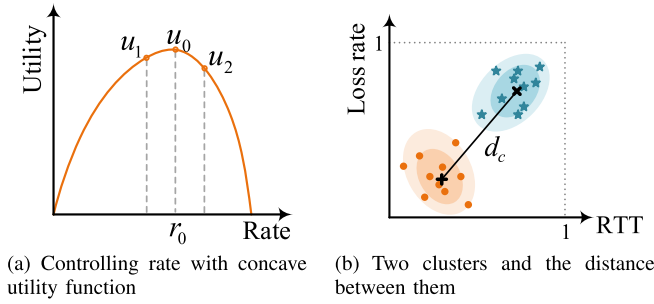 Utility
u1 u0 u2
r0 Rate
(a) Controlling rate with concave
utility function
Loss rate
1
dc
1 RTT
(b) Two clusters and the distance
between them